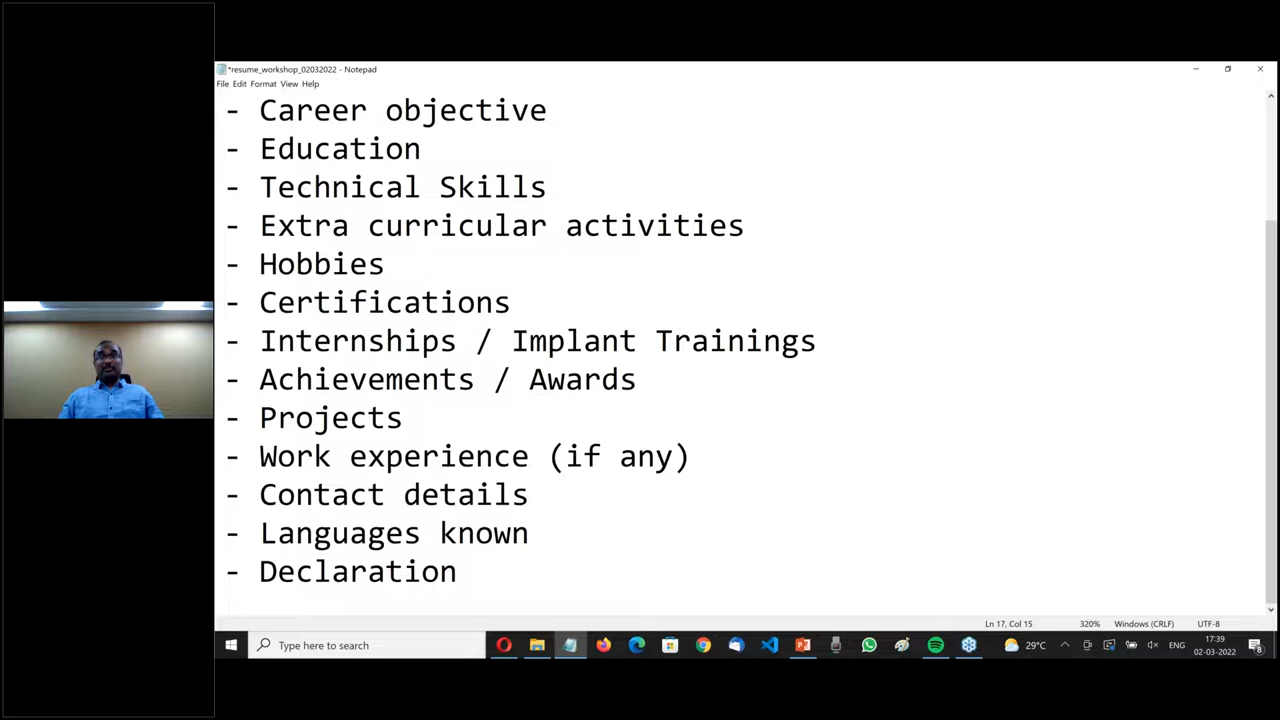 *resume_workshop_02032022 - Notepad
File Edit Format View Help
- Career objective
- Education
- Technical Skills
- Extra curricular activities
- Hobbies
- Certifications
- Internships / Implant Trainings
- Achievements / Awards
- Projects
- Work experience (if any)
- Contact details
- Languages known
- Declaration
Ln 17, Col 15 320% Windows (CRLF) UTF-8
Type here to search 29°C ENG 17:39
02-03-2022 8